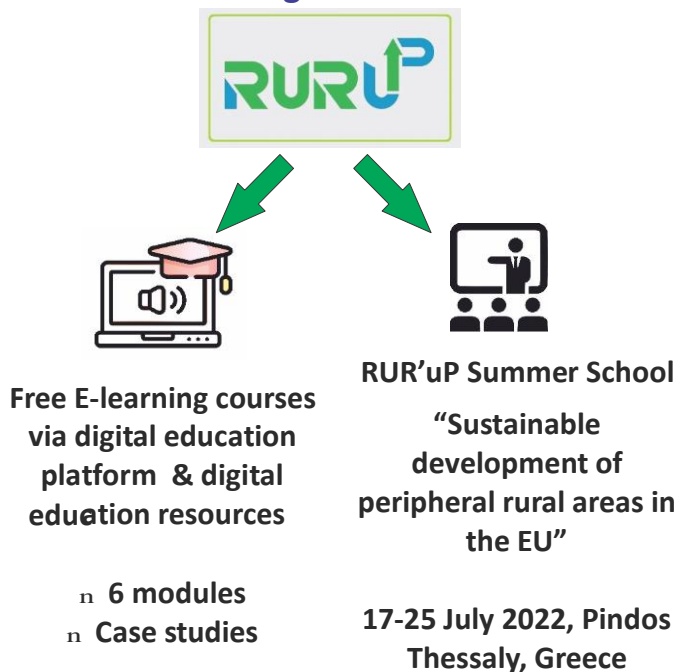 RURUP
Free E-learning courses
via digital education
platform & digital
education resources
n 6 modules
n Case studies
RUR’uP Summer School
“Sustainable
development of
peripheral rural areas in
the EU”
17-25 July 2022, Pindos
Thessaly, Greece